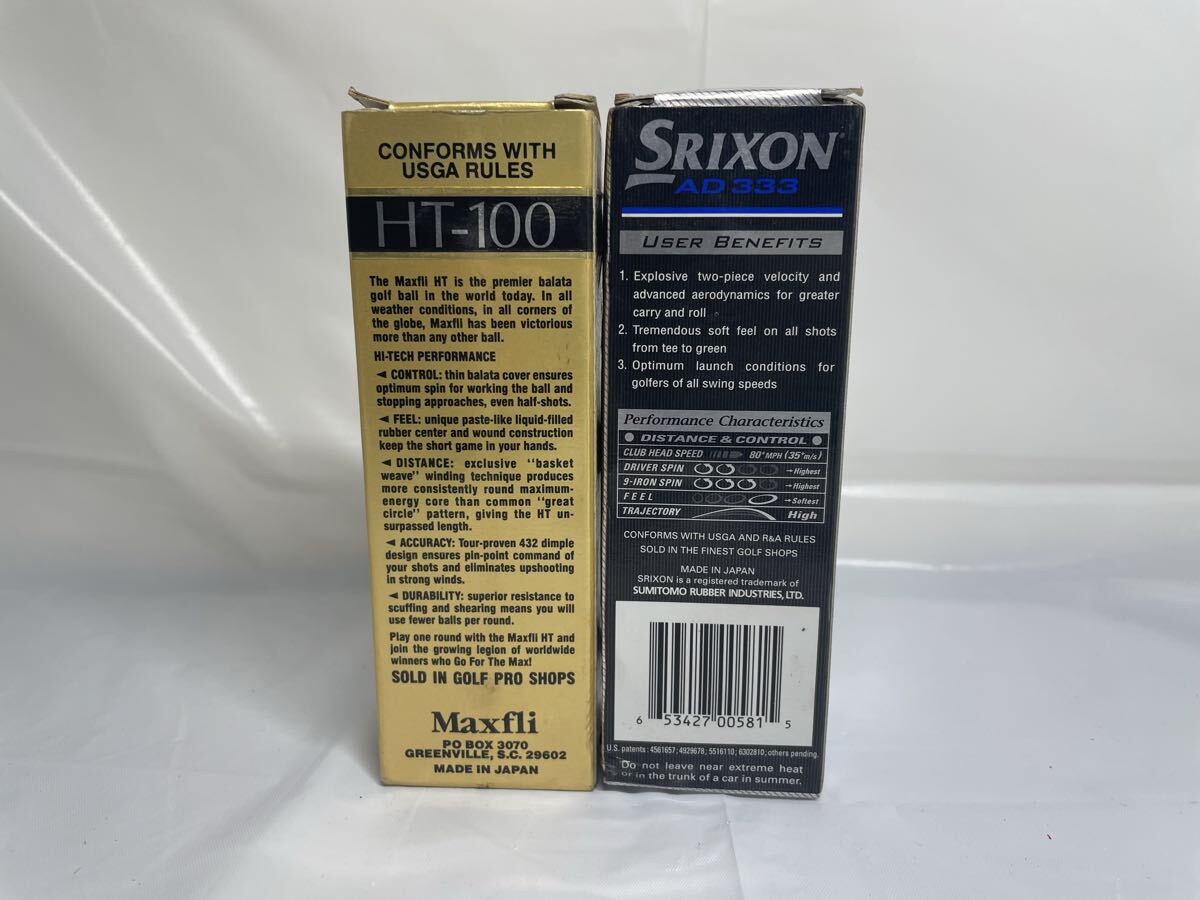 CONFORMS WITH
USGA RULES
HT-100
The Maxfli HT is the premier balata
golf ball in the world today. In all
weather conditions, in all corners of
the globe, Maxfli has been victorious
more than any other ball.
HI-TECH PERFORMANCE
◄ CONTROL: thin balata cover ensures
optimum spin for working the ball and
stopping approaches, even half-shots.
◄ FEEL: unique paste-like liquid-filled
rubber center and wound construction
keep the short game in your hands.
◄ DISTANCE: exclusive "basket
weave" winding technique produces
more consistently round maximum-
energy core than common "great
circle" pattern, giving the HT un-
surpassed length.
◄ ACCURACY: Tour-proven 432 dimple
design ensures pin-point command of
your shots and eliminates upshooting
in strong winds.
◄ DURABILITY: superior resistance to
scuffing and shearing means you will
use fewer balls per round.
Play one round with the Maxfli HT and
join the growing legion of worldwide
winners who Go For The Max!
SOLD IN GOLF PRO SHOPS
Maxfli
PO BOX 3070
GREENVILLE, S.C. 29602
MADE IN JAPAN
SRIXON
AD 333
USER BENEFITS
1. Explosive two-piece velocity and
advanced aerodynamics for greater
carry and roll
2. Tremendous soft feel on all shots
from tee to green
3. Optimum launch conditions for
golfers of all swing speeds
Performance Characteristics
● DISTANCE & CONTROL ●
CLUB HEAD SPEED 80+MPH (35+m/s)
DRIVER SPIN → Highest
9-IRON SPIN → Highest
FEEL → Softest
TRAJECTORY High
CONFORMS WITH USGA AND R&A RULES
SOLD IN THE FINEST GOLF SHOPS
MADE IN JAPAN
SRIXON is a registered trademark of
SUMITOMO RUBBER INDUSTRIES, LTD.
6 53427 00581 5
U.S. patents: 4561657; 4929678; 5516110; 6302810; others pending.
Do not leave near extreme heat
or in the trunk of a car in summer.